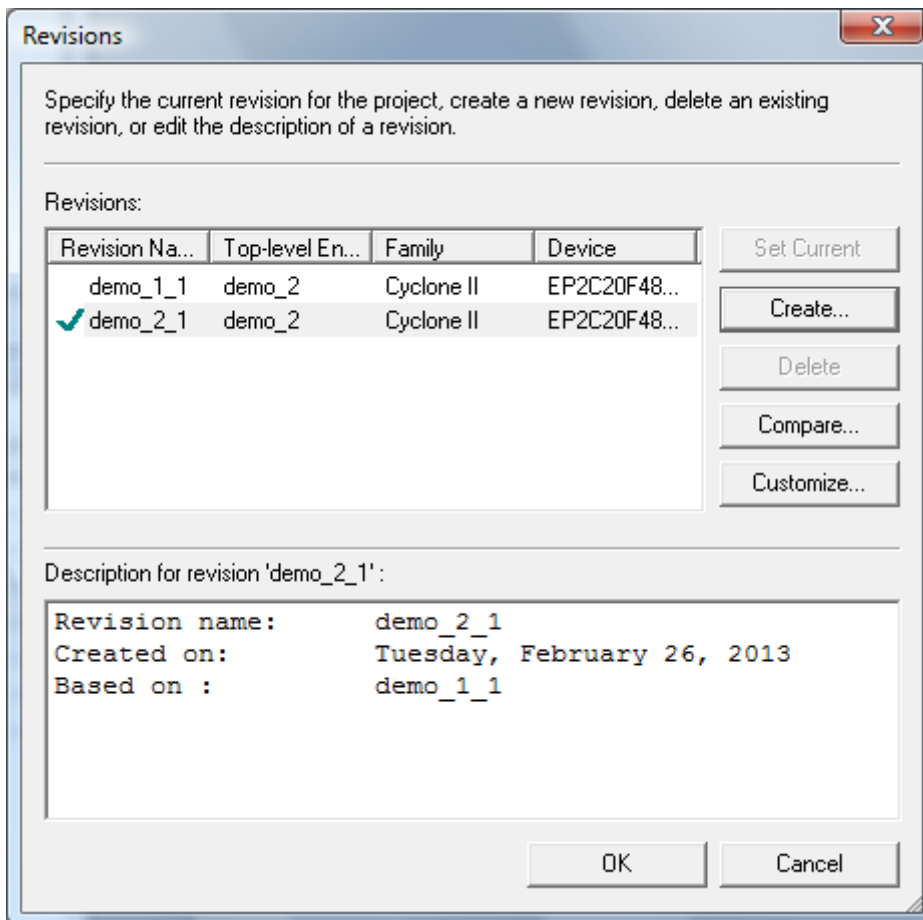 Revisions
Specify the current revision for the project, create a new revision, delete an existing
revision, or edit the description of a revision.
Revisions:
Revision Na... Top-level En... Family Device
demo_1_1 demo_2 Cyclone II EP2C20F48...
demo_2_1 demo_2 Cyclone II EP2C20F48...
Set Current
Create...
Delete
Compare...
Customize...
Description for revision 'demo_2_1' :
Revision name: demo_2_1
Created on: Tuesday, February 26, 2013
Based on : demo_1_1
OK Cancel